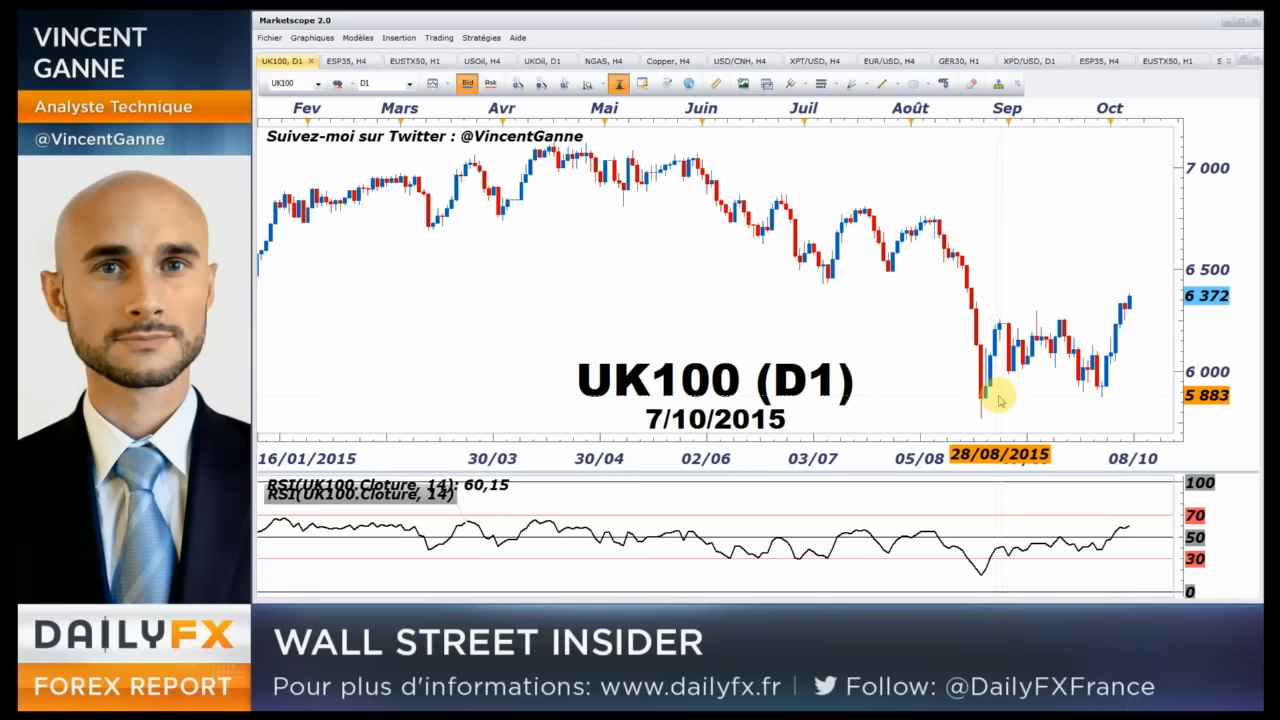 VINCENT
GANNE
Analyste Technique
@VincentGanne
Marketscope 2.0
Fichier Graphiques Modèles Insertion Trading Stratégies Aide
UK100, D1 ESP35, H4 EUSTX50, H1 USOil, H4 UKOil, D1 NGAS, H4 Copper, H4 USD/CNH, H4 XPT/USD, H4 EUR/USD, H4 GER30, H1 XPD/USD, D1 ESP35, H4 EUSTX50, H1 S
UK100 D1 Bid Ask
Fev Mars Avr Mai Juin Juil Août Sep Oct
Suivez-moi sur Twitter : @VincentGanne
7 000
6 500
6 372
6 000
5 883
UK100 (D1)
7/10/2015
16/01/2015 30/03 30/04 02/06 03/07 05/08 28/08/2015 08/10
RSI(UK100.Cloture, 14): 60,15
RSI(UK100.Cloture, 14)
100
70
50
30
0
DAILYFX
FOREX REPORT
WALL STREET INSIDER
Pour plus d'informations: www.dailyfx.fr | Follow: @DailyFXFrance